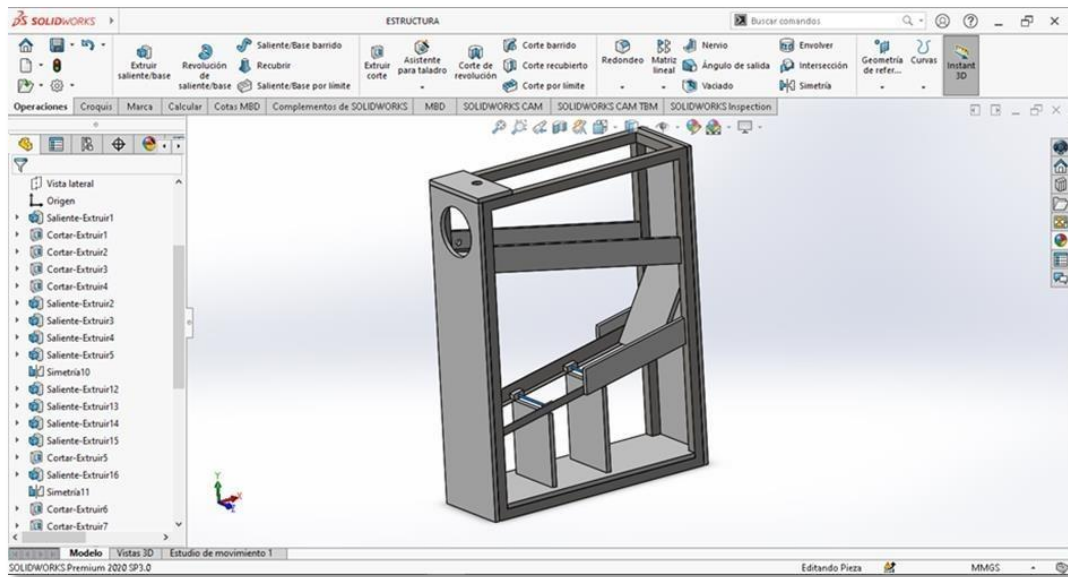 SOLIDWORKS
ESTRUCTURA
Buscar comandos
Extruir saliente/base
Revolución de saliente/base
Saliente/Base barrido
Recubrir
Saliente/Base por límite
Extruir corte
Asistente para taladro
Corte de revolución
Corte barrido
Corte recubierto
Corte por límite
Redondeo
Matriz lineal
Nervio
Ángulo de salida
Vaciado
Envolver
Intersección
Simetría
Geometría de refer...
Curvas
Instant 3D
Operaciones
Croquis
Marca
Calcular
Cotas MBD
Complementos de SOLIDWORKS
MBD
SOLIDWORKS CAM
SOLIDWORKS CAM TBM
SOLIDWORKS Inspection
Vista lateral
Origen
Saliente-Extruir1
Cortar-Extruir1
Cortar-Extruir2
Cortar-Extruir3
Cortar-Extruir4
Saliente-Extruir2
Saliente-Extruir3
Saliente-Extruir4
Saliente-Extruir5
Simetría10
Saliente-Extruir12
Saliente-Extruir13
Saliente-Extruir14
Saliente-Extruir15
Cortar-Extruir5
Saliente-Extruir16
Simetría11
Cortar-Extruir6
Cortar-Extruir7
Y
X
Z
Modelo
Vistas 3D
Estudio de movimiento 1
SOLIDWORKS Premium 2020 SP3.0
Editando Pieza
MMGS